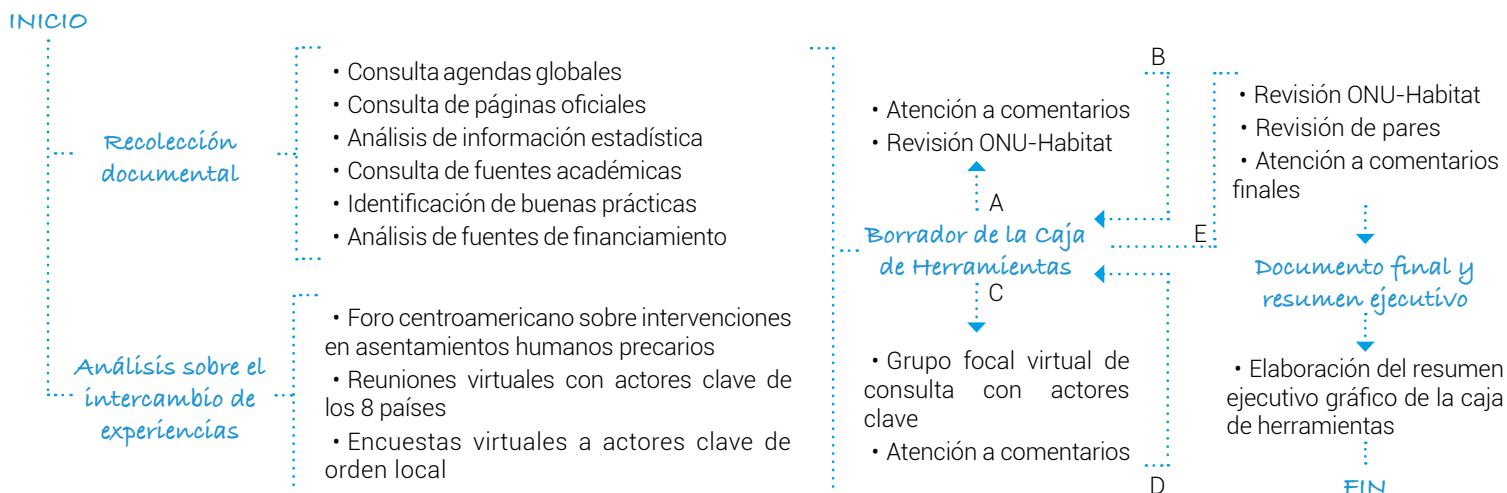 INICIO
Recolección
documental
• Consulta agendas globales
• Consulta de páginas oficiales
• Análisis de información estadística
• Consulta de fuentes académicas
• Identificación de buenas prácticas
• Análisis de fuentes de financiamiento
Análisis sobre el
intercambio de
experiencias
• Foro centroamericano sobre intervenciones
en asentamientos humanos precarios
• Reuniones virtuales con actores clave de
los 8 países
• Encuestas virtuales a actores clave de
orden local
• Atención a comentarios
• Revisión ONU-Habitat
A
B
Borrador de la Caja
de Herramientas
C
• Grupo focal virtual de
consulta con actores
clave
• Atención a comentarios
D
E
• Revisión ONU-Habitat
• Revisión de pares
• Atención a comentarios
finales
Documento final y
resumen ejecutivo
• Elaboración del resumen
ejecutivo gráfico de la caja
de herramientas
FIN